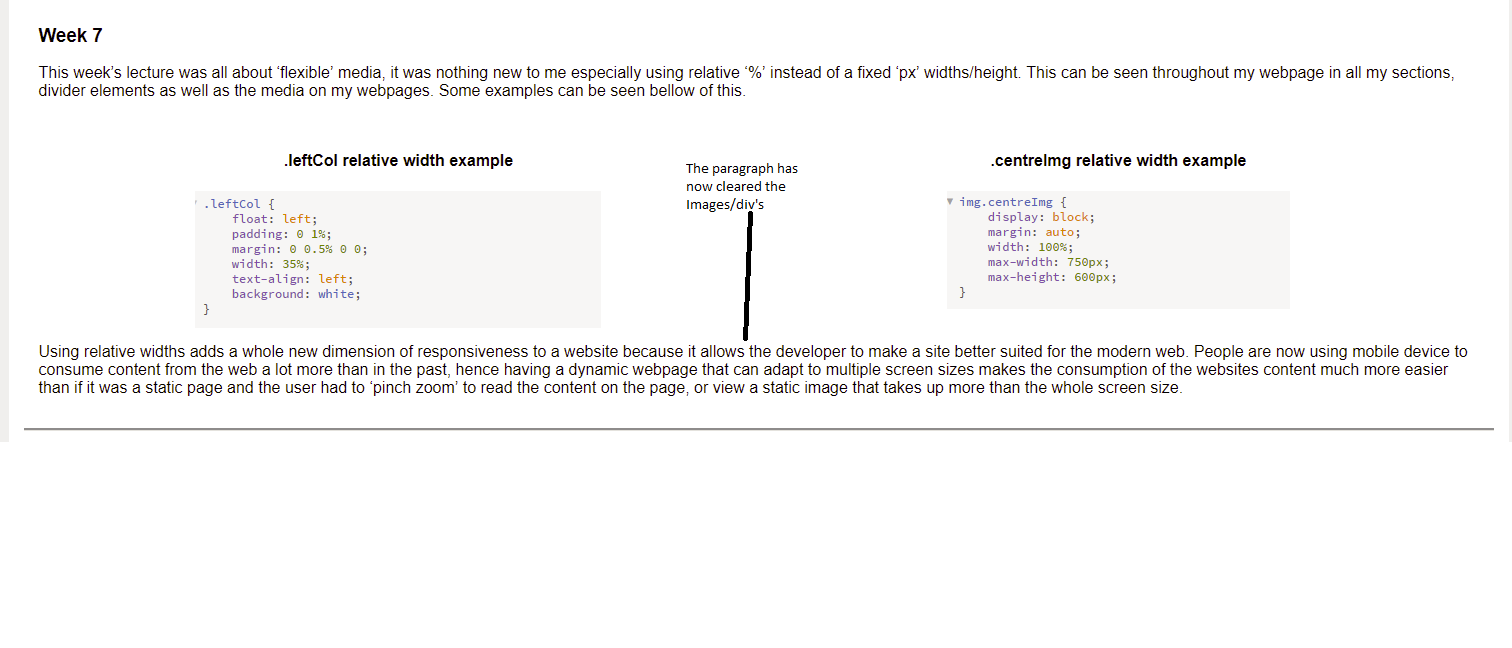 Week 7
This week’s lecture was all about ‘flexible’ media, it was nothing new to me especially using relative ‘%’ instead of a fixed ‘px’ widths/height. This can be seen throughout my webpage in all my sections,
divider elements as well as the media on my webpages. Some examples can be seen bellow of this.
.leftCol relative width example
.leftCol {
float: left;
padding: 0 1%;
margin: 0 0.5% 0 0;
width: 35%;
text-align: left;
background: white;
}
The paragraph has
now cleared the
Images/div's
.centreImg relative width example
img.centreImg {
display: block;
margin: auto;
width: 100%;
max-width: 750px;
max-height: 600px;
}
Using relative widths adds a whole new dimension of responsiveness to a website because it allows the developer to make a site better suited for the modern web. People are now using mobile device to
consume content from the web a lot more than in the past, hence having a dynamic webpage that can adapt to multiple screen sizes makes the consumption of the websites content much more easier
than if it was a static page and the user had to ‘pinch zoom’ to read the content on the page, or view a static image that takes up more than the whole screen size.